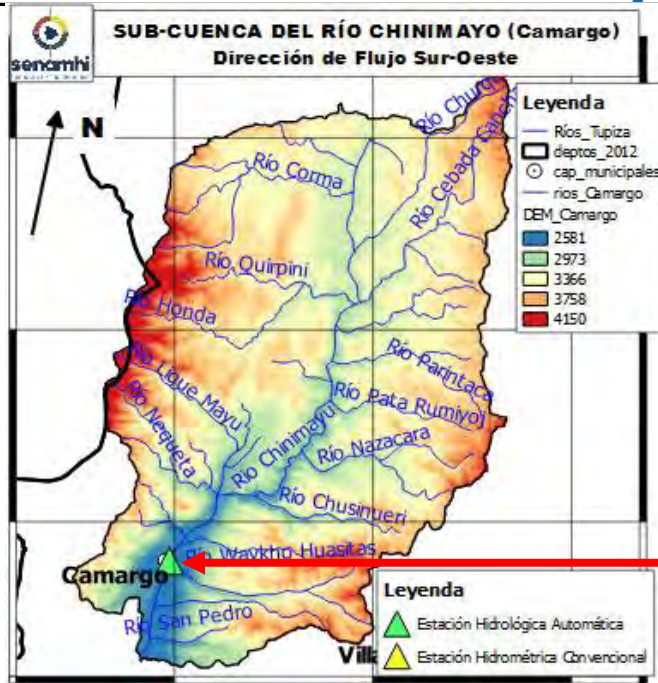 SUB-CUENCA DEL RÍO CHINIMAYO (Camargo)
Dirección de Flujo Sur-Oeste
senamhi
N
Leyenda
Ríos_Tupiza
deptos_2012
cap_municipales
rios_Camargo
DEM_Camargo
2581
2973
3366
3758
4150
Río Churqu
Río Cebada Cancha
Río Corma
Río Quirpini
Río Honda
Río Lique Mayu
Río Nequeta
Río Chinimayu
Río Parintaca
Río Pata Rumiyoj
Río Nazacara
Río Chusinueri
Río Waykho Huasitas
Camargo
Río San Pedro
Villa
Leyenda
Estación Hidrológica Automática
Estación Hidrométrica Convencional